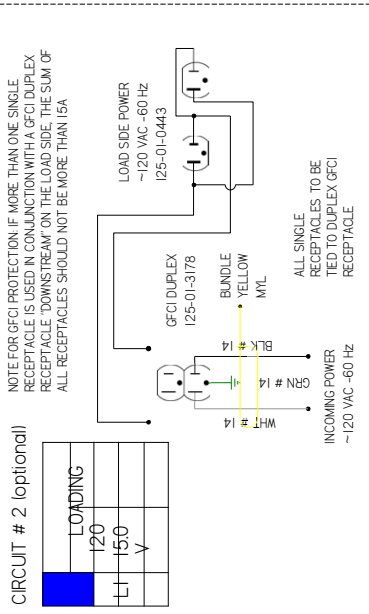 CIRCUIT # 2 (optional)
LOADING
120
L1 15.0
V
NOTE FOR GFCI PROTECTION: IF MORE THAN ONE SINGLE
RECEPTACLE IS USED IN CONJUNCTION WITH A GFCI DUPLEX
RECEPTACLE "DOWNSTREAM" ON THE LOAD SIDE, THE SUM OF
ALL RECEPTACLES SHOULD NOT BE MORE THAN 15A
LOAD SIDE POWER
~120 VAC -60 Hz
125-01-0443
GFCI DUPLEX
125-01-3178
BUNDLE
YELLOW
MYL
WHT # 14
GRN # 14
BLK # 14
INCOMING POWER
~120 VAC -60 Hz
ALL SINGLE
RECEPTACLES TO BE
TIED TO DUPLEX GFCI
RECEPTACLE